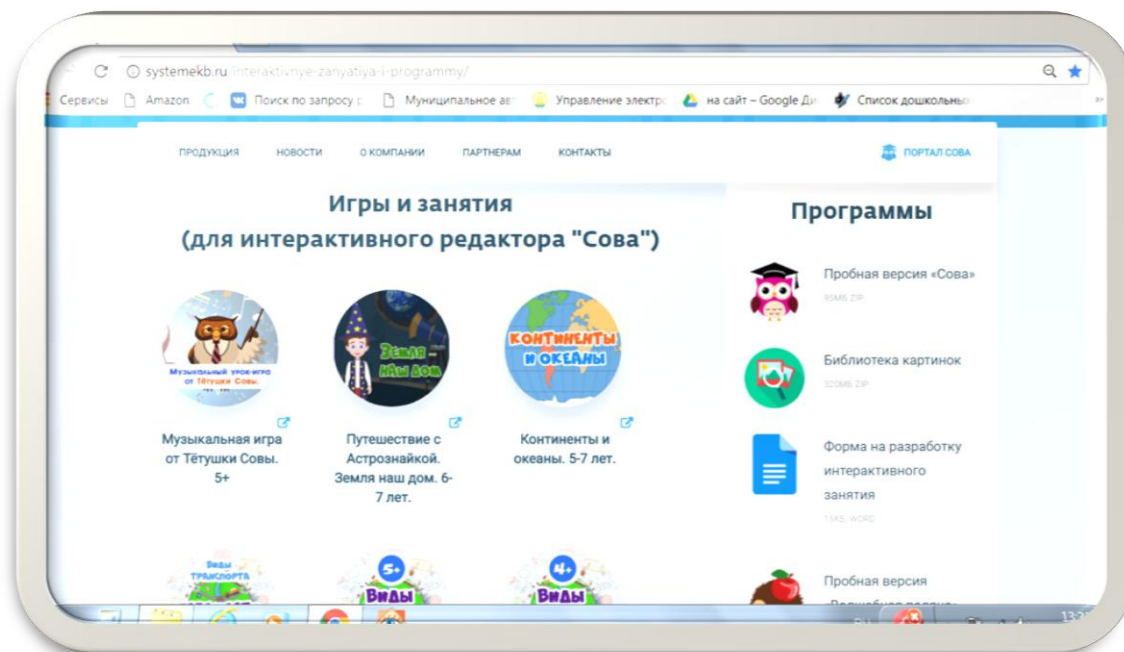 systemekb.ru/interaktivnye-zanyatiya-i-programmy/
Сервисы Amazon Поиск по запросу Муниципальное Управление электр на сайт – Google Ди Список дошкольных
ПРОДУКЦИЯ НОВОСТИ О КОМПАНИИ ПАРТНЕРАМ КОНТАКТЫ ПОРТАЛ СОВА
Игры и занятия
(для интерактивного редактора "Сова")
Музыкальный урок-игра
от Тётушки Совы.
Земля -
наш дом
Континенты
и океаны
Музыкальная игра
от Тётушки Совы.
5+
Путешествие с
Астрознайкой.
Земля наш дом. 6-
7 лет.
Континенты и
океаны. 5-7 лет.
Виды
транспорта
5+
Виды
4+
Виды
Программы
Пробная версия «Сова»
95МБ ZIP
Библиотека картинок
320МБ ZIP
Форма на разработку
интерактивного
занятия
15КБ, WORD
Пробная версия
RU